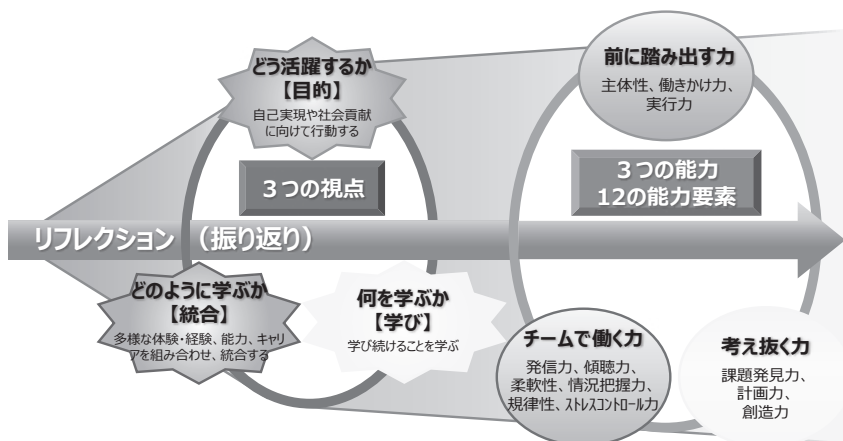 どう活躍するか
【目的】
自己実現や社会貢献
に向けて行動する
3つの視点
前に踏み出す力
主体性、働きかけ力、
実行力
3つの能力
12の能力要素
リフレクション (振り返り)
どのように学ぶか
【統合】
多様な体験・経験、能力、キャリ
アを組み合わせ、統合する
何を学ぶか
【学び】
学び続けることを学ぶ
チームで働く力
発信力、傾聴力、
柔軟性、情況把握力、
規律性、ストレスコントロール力
考え抜く力
課題発見力、
計画力、
創造力